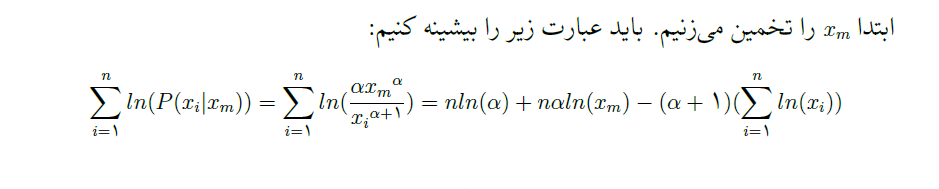 ابتدا $x_m$ را تخمین می‌زنیم. باید عبارت زیر را بیشینه کنیم:
$$\sum_{i=۱}^{n} ln(P(x_i|x_m)) = \sum_{i=۱}^{n} ln(\frac{\alpha {x_m}^{\alpha}}{{x_i}^{\alpha+۱}}) = nln(\alpha) + n\alpha ln(x_m) - (\alpha + ۱)(\sum_{i=۱}^{n} ln(x_i))$$